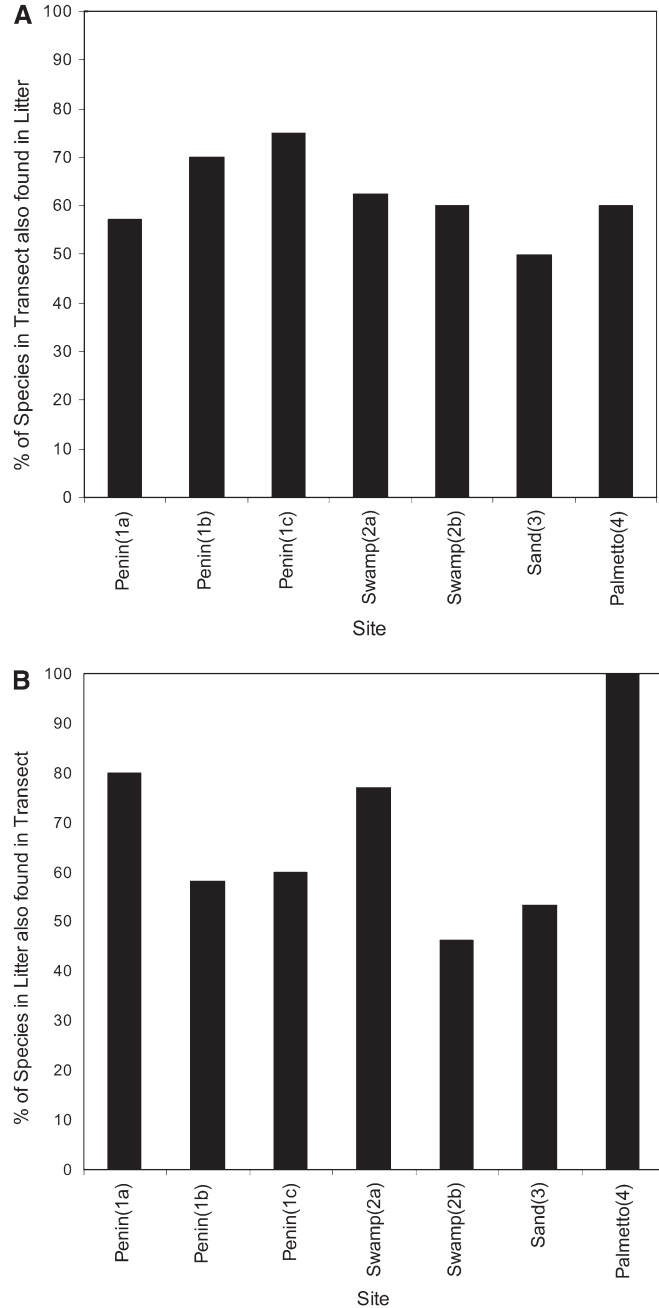 A
% of Species in Transect also found in Litter
100
90
80
70
60
50
40
30
20
10
0
Penin(1a)
Penin(1b)
Penin(1c)
Swamp(2a)
Swamp(2b)
Sand(3)
Palmetto(4)
Site
B
% of Species in Litter also found in Transect
100
90
80
70
60
50
40
30
20
10
0
Penin(1a)
Penin(1b)
Penin(1c)
Swamp(2a)
Swamp(2b)
Sand(3)
Palmetto(4)
Site